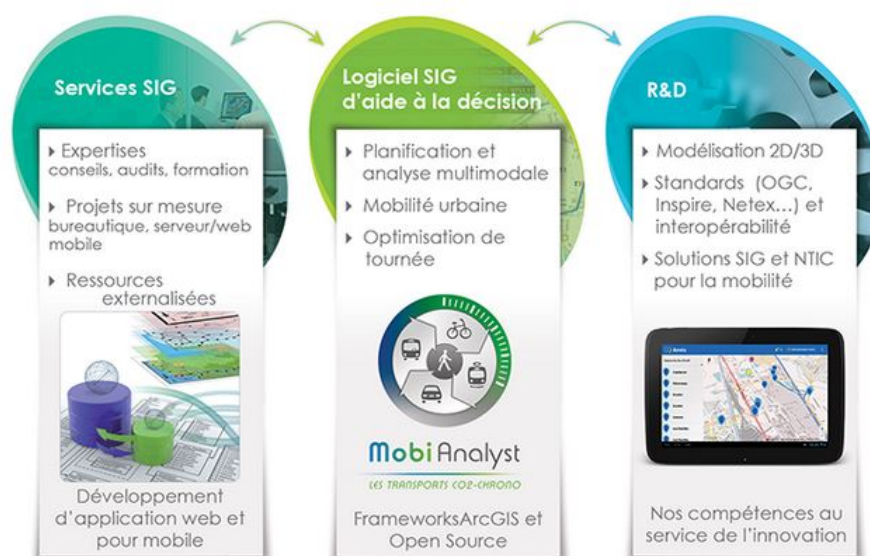 Services SIG
Expertises
conseils, audits, formation
Projets sur mesure
bureautique, serveur/web
mobile
Ressources
externalisées
Développement
d'application web et
pour mobile
Logiciel SIG
d'aide à la décision
Planification et
analyse multimodale
Mobilité urbaine
Optimisation de
tournée
Mobi Analyst
LES TRANSPORTS CO2-CHRONO
FrameworksArcGIS et
Open Source
R&D
Modélisation 2D/3D
Standards (OGC,
Inspire, Netex...) et
interopérabilité
Solutions SIG et NTIC
pour la mobilité
Nos compétences au
service de l'innovation